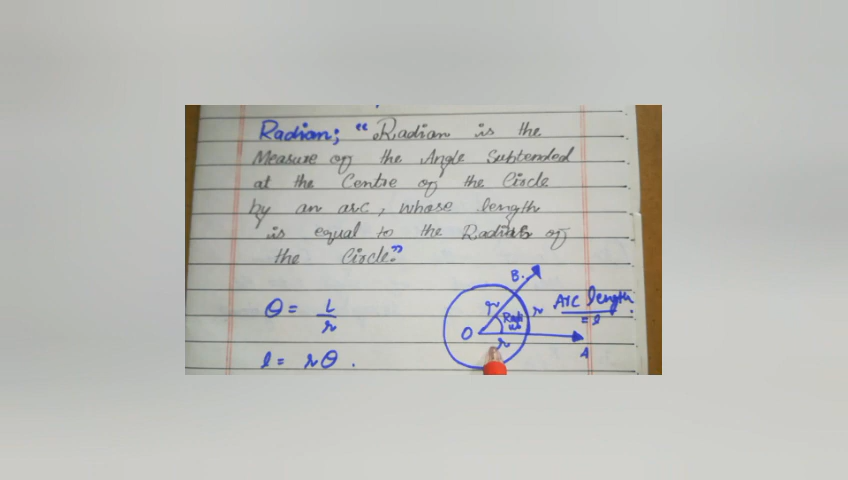 Radian; "Radian is the
Measure of the Angle Subtended
at the Centre of the Circle
by an arc, whose length
is equal to the Radius of
the Circle."
θ = L
r
l = rθ .
B.
r
r
Arc length
= l
O
r
A